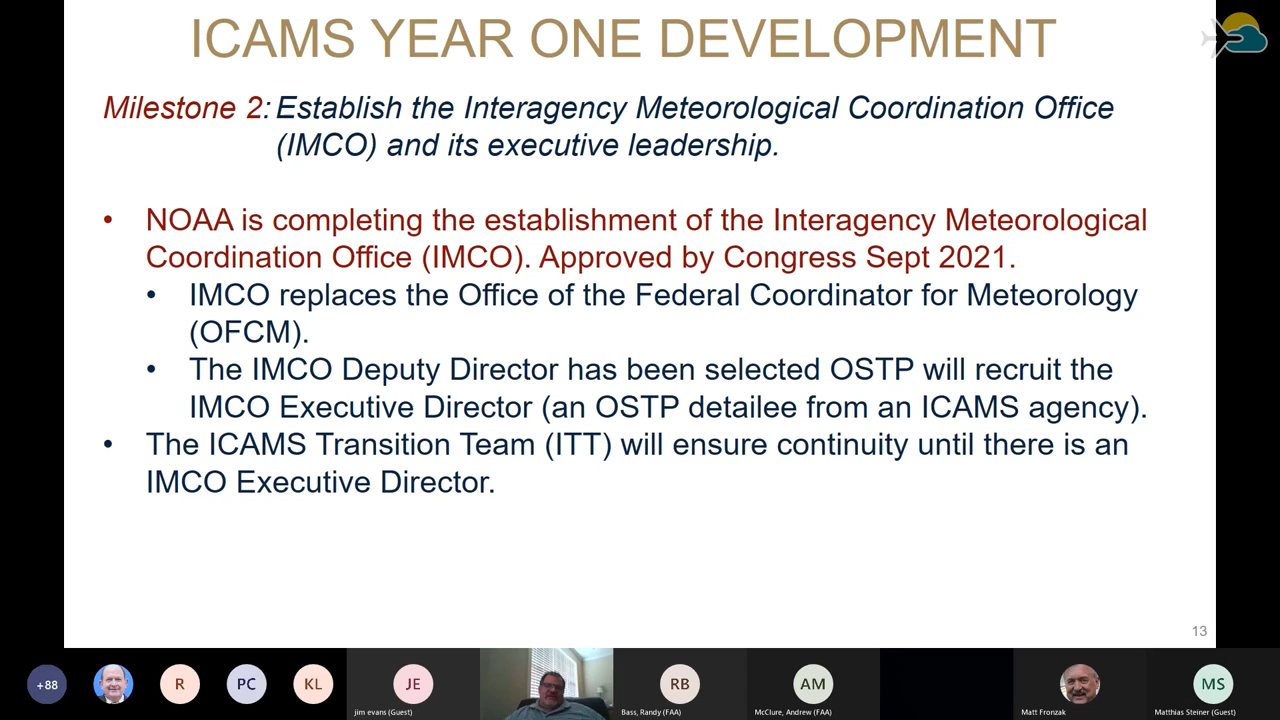 ICAMS YEAR ONE DEVELOPMENT
Milestone 2: Establish the Interagency Meteorological Coordination Office
(IMCO) and its executive leadership.
• NOAA is completing the establishment of the Interagency Meteorological
Coordination Office (IMCO). Approved by Congress Sept 2021.
• IMCO replaces the Office of the Federal Coordinator for Meteorology
(OFCM).
• The IMCO Deputy Director has been selected OSTP will recruit the
IMCO Executive Director (an OSTP detailee from an ICAMS agency).
• The ICAMS Transition Team (ITT) will ensure continuity until there is an
IMCO Executive Director.
13
+88
R
PC
KL
JE
jim evans (Guest)
RB
Bass, Randy (FAA)
AM
McClure, Andrew (FAA)
Matt Fronzak
MS
Matthias Steiner (Guest)